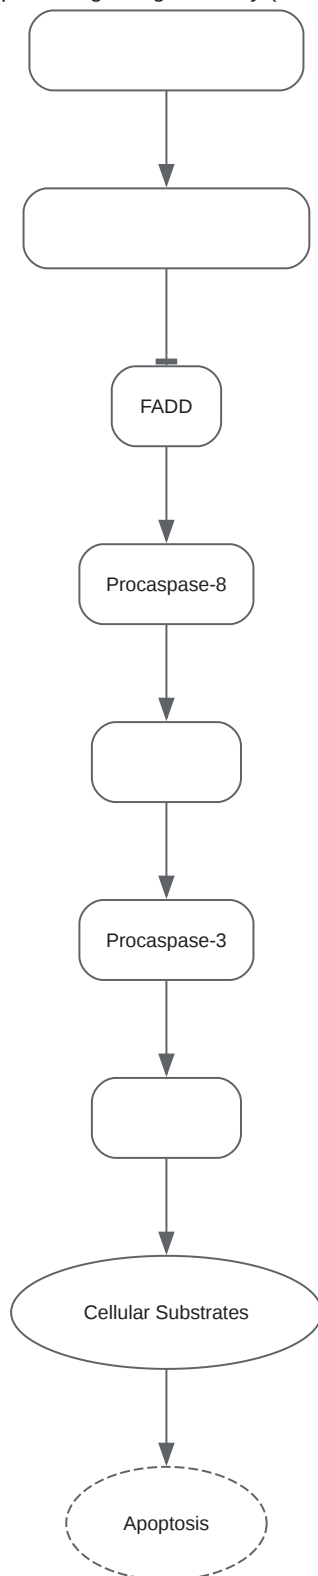 FADD
Procaspase-8
Procaspase-3
Cellular Substrates
Apoptosis